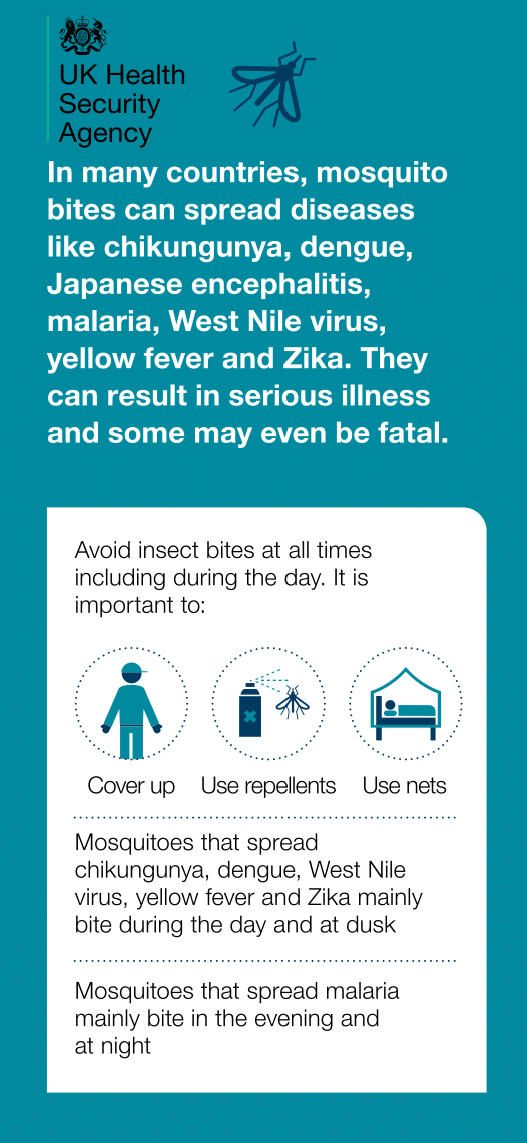 UK Health
Security
Agency
In many countries, mosquito
bites can spread diseases
like chikungunya, dengue,
Japanese encephalitis,
malaria, West Nile virus,
yellow fever and Zika. They
can result in serious illness
and some may even be fatal.
Avoid insect bites at all times
including during the day. It is
important to:
Cover up
Use repellents
Use nets
Mosquitoes that spread
chikungunya, dengue, West Nile
virus, yellow fever and Zika mainly
bite during the day and at dusk
Mosquitoes that spread malaria
mainly bite in the evening and
at night